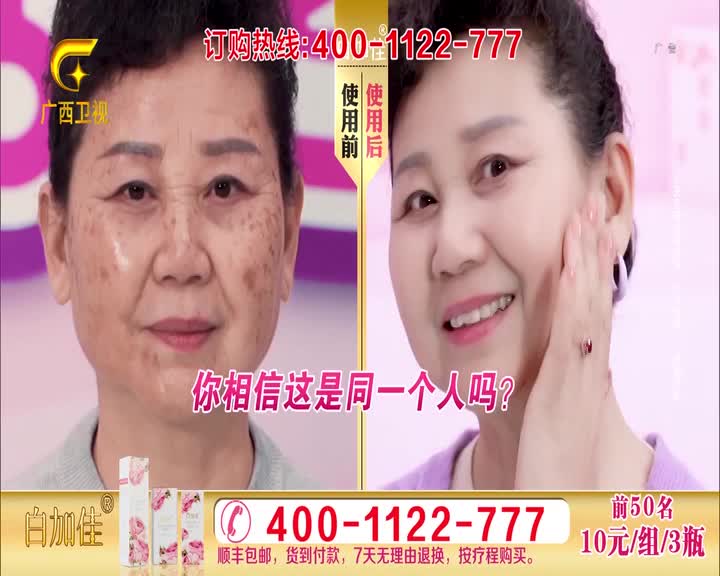 订购热线:400-1122-777
广告
广西卫视
佳®
使用前
使用后
你相信这是同一个人吗?
白加佳®
400-1122-777
顺丰包邮，货到付款，7天无理由退换，按疗程购买。
前50名
10元/组/3瓶